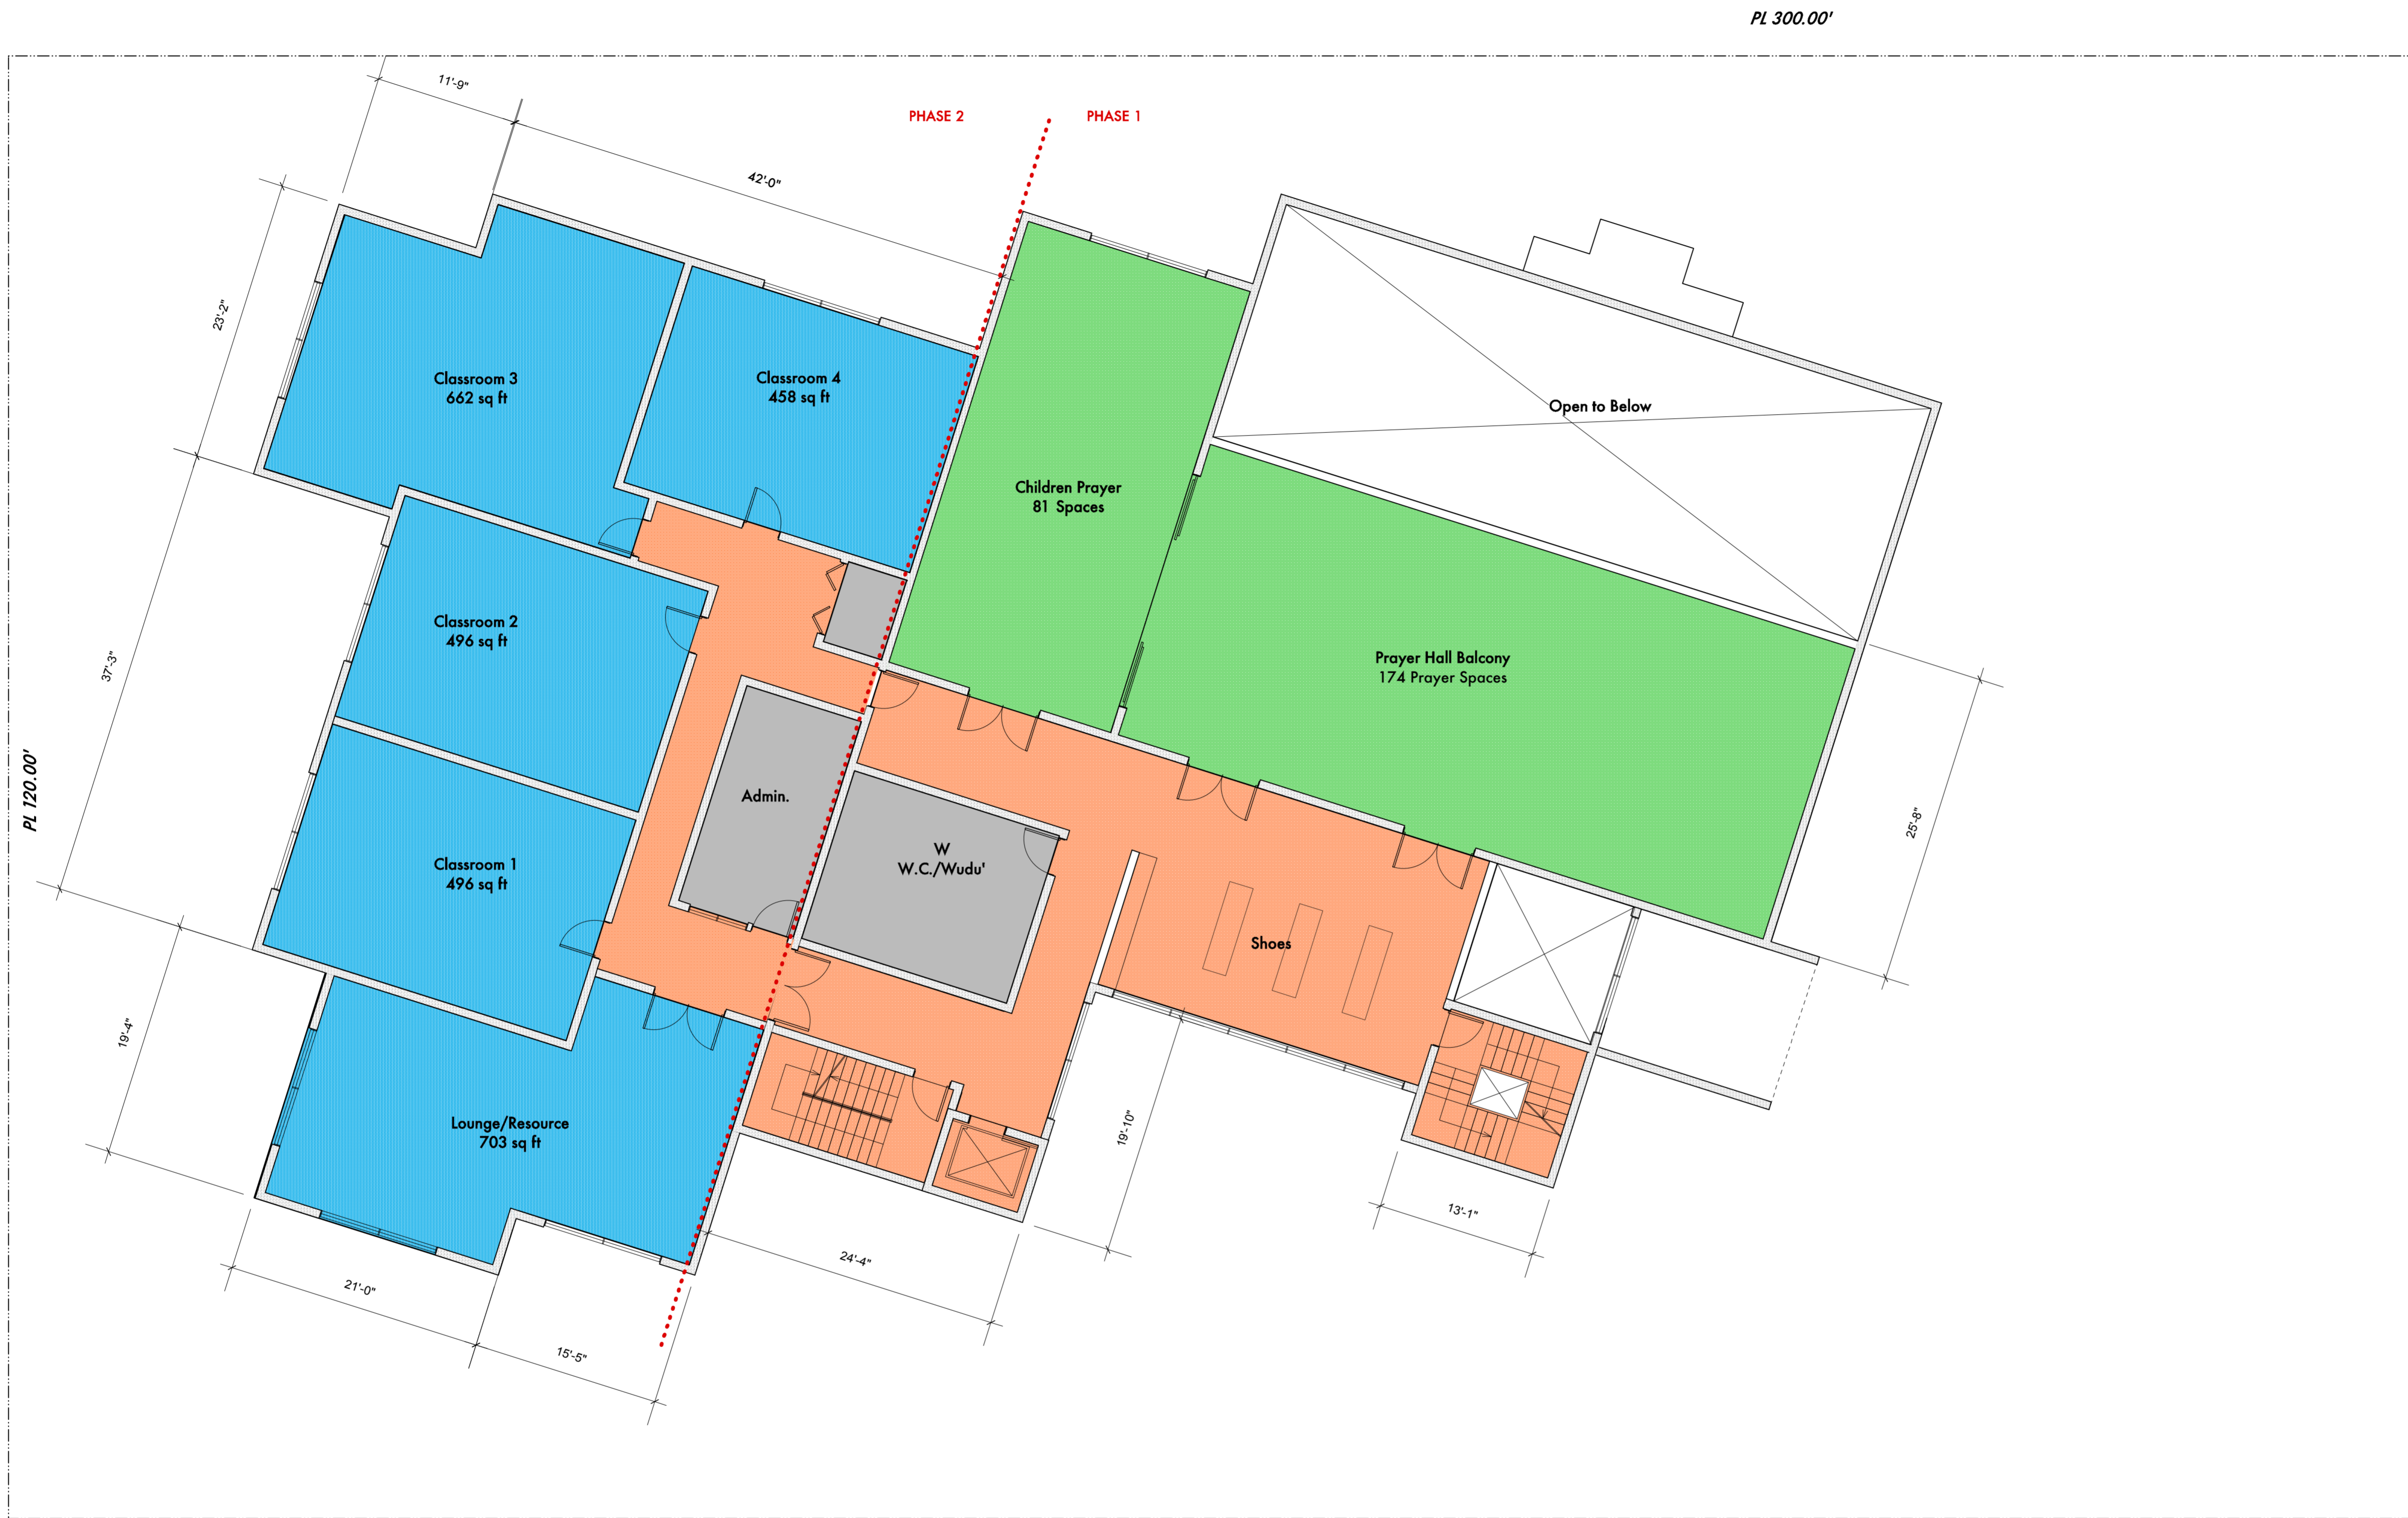 PL 300.00'
11'-9"
PHASE 2
PHASE 1
42'-0"
23'-2"
Classroom 3
662 sq ft
Classroom 4
458 sq ft
Open to Below
Children Prayer
81 Spaces
Classroom 2
496 sq ft
37'-3"
Prayer Hall Balcony
174 Prayer Spaces
PL 120.00'
Admin.
25'-8"
W
W.C./Wudu'
Classroom 1
496 sq ft
Shoes
19'-4"
Lounge/Resource
703 sq ft
19'-10"
13'-1"
24'-4"
21'-0"
15'-5"